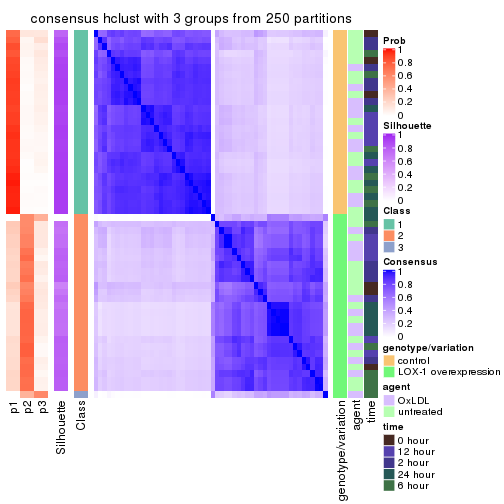 consensus hclust with 3 groups from 250 partitions
Prob
1
0.8
0.6
0.4
0.2
0
Silhouette
1
0.8
0.6
0.4
0.2
0
Class
1
2
3
Consensus
1
0.8
0.6
0.4
0.2
0
genotype/variation
control
LOX-1 overexpression
agent
OxLDL
untreated
time
0 hour
12 hour
2 hour
24 hour
6 hour
p1
p2
p3
Silhouette
Class
genotype/variation
agent
time